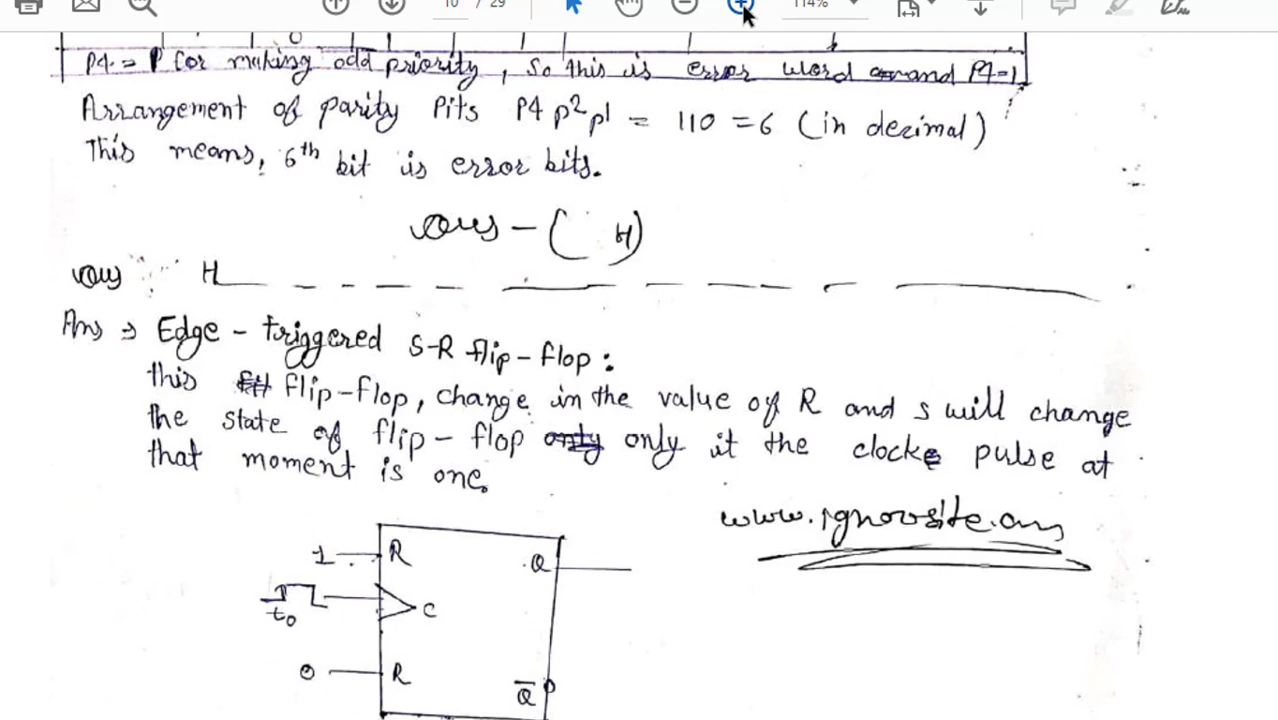 10 / 29
114%
P4 = P for making odd priority, So this is error word and P4=1
Arrangement of parity Pits P4 p2 p1 = 110 = 6 (in decimal)
This means, 6th bit is error bits.
ans - ( H)
ans H
Ans ⇒ Edge - triggered S-R flip-flop:
this flip-flop, change in the value of R and S will change
the state of flip-flop only it the clock pulse at
that moment is one.
www.ignousite.com
1 R Q
t0 C
0 R Q̅